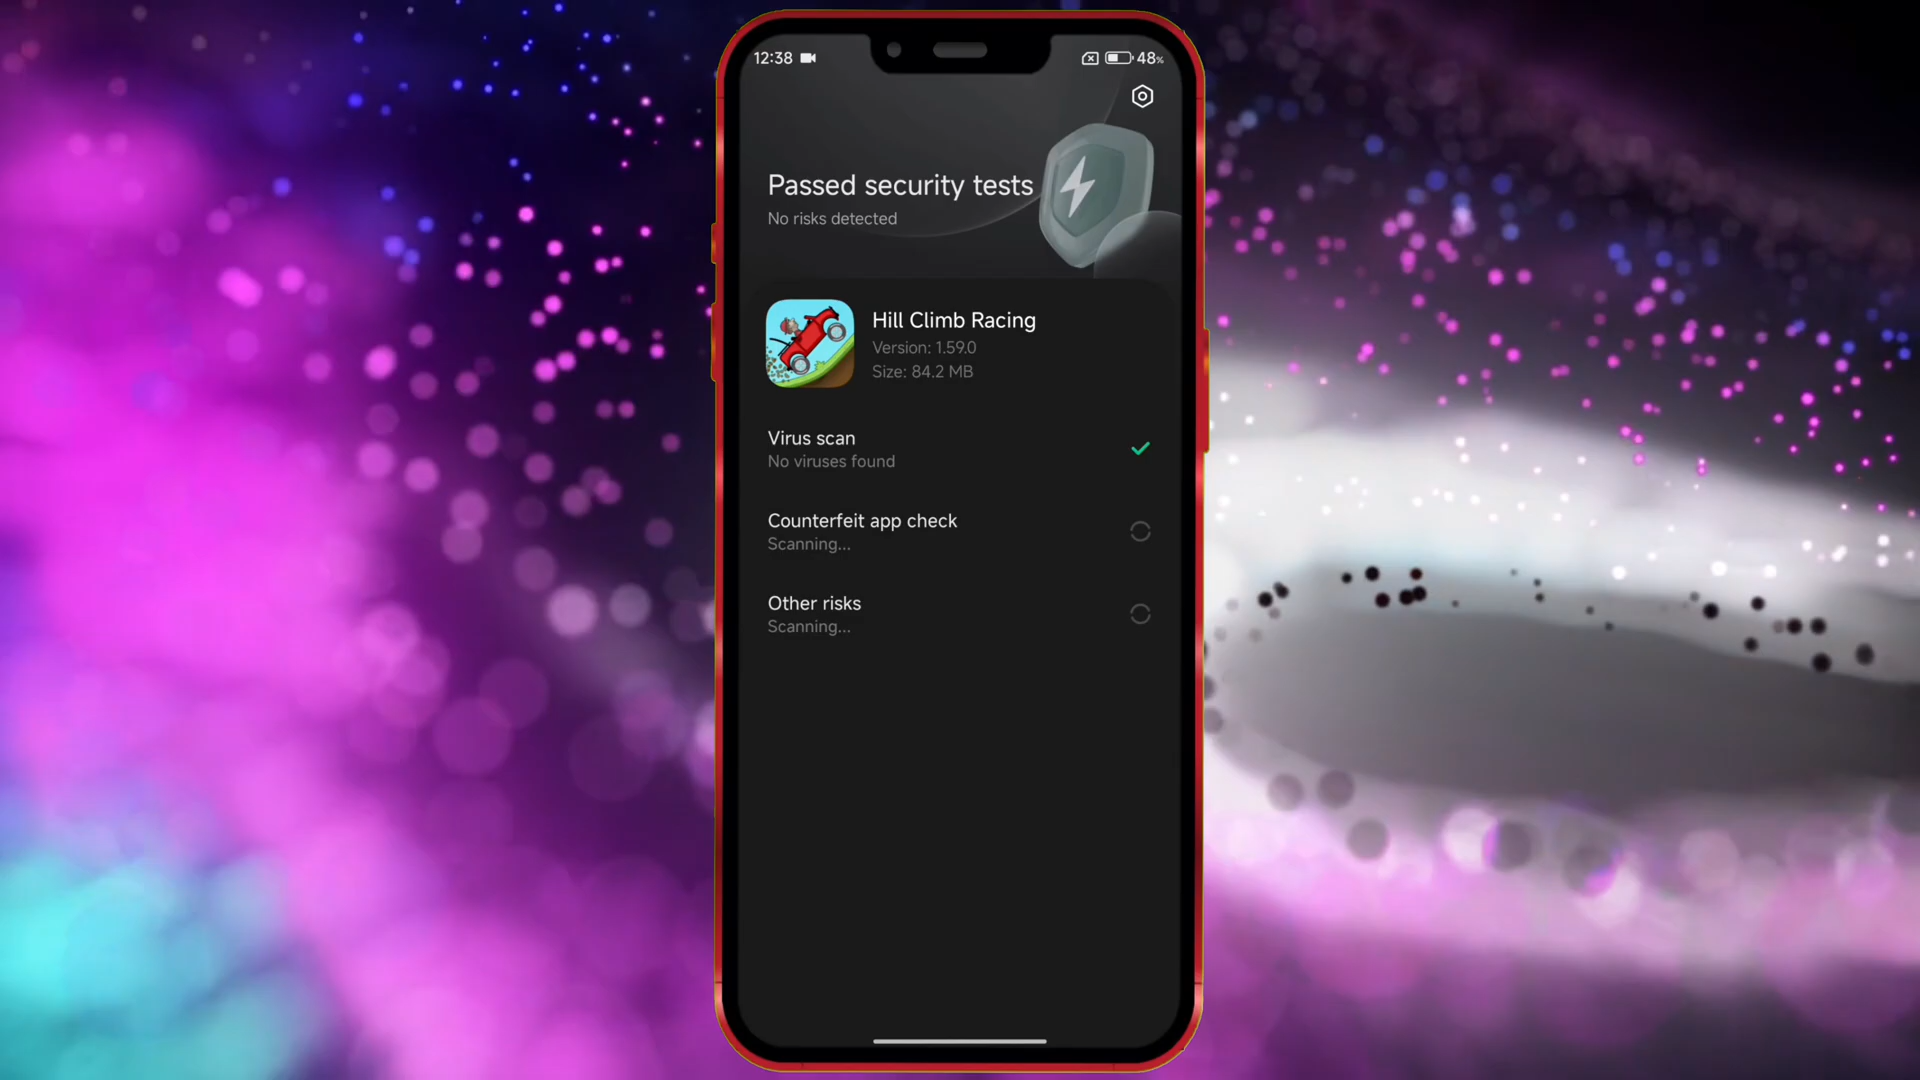 12:38
48%
Passed security tests
No risks detected
Hill Climb Racing
Version: 1.59.0
Size: 84.2 MB
Virus scan
No viruses found
Counterfeit app check
Scanning...
Other risks
Scanning...